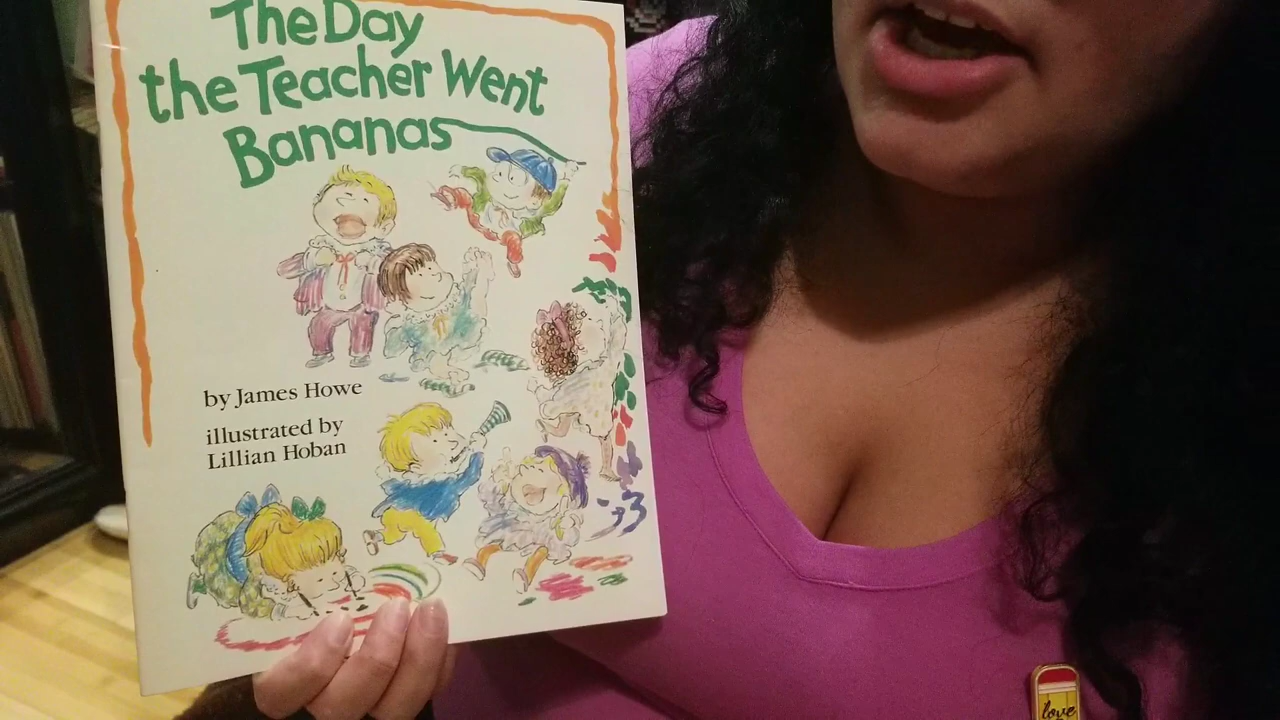 The Day
the Teacher Went
Bananas
by James Howe
illustrated by
Lillian Hoban
love